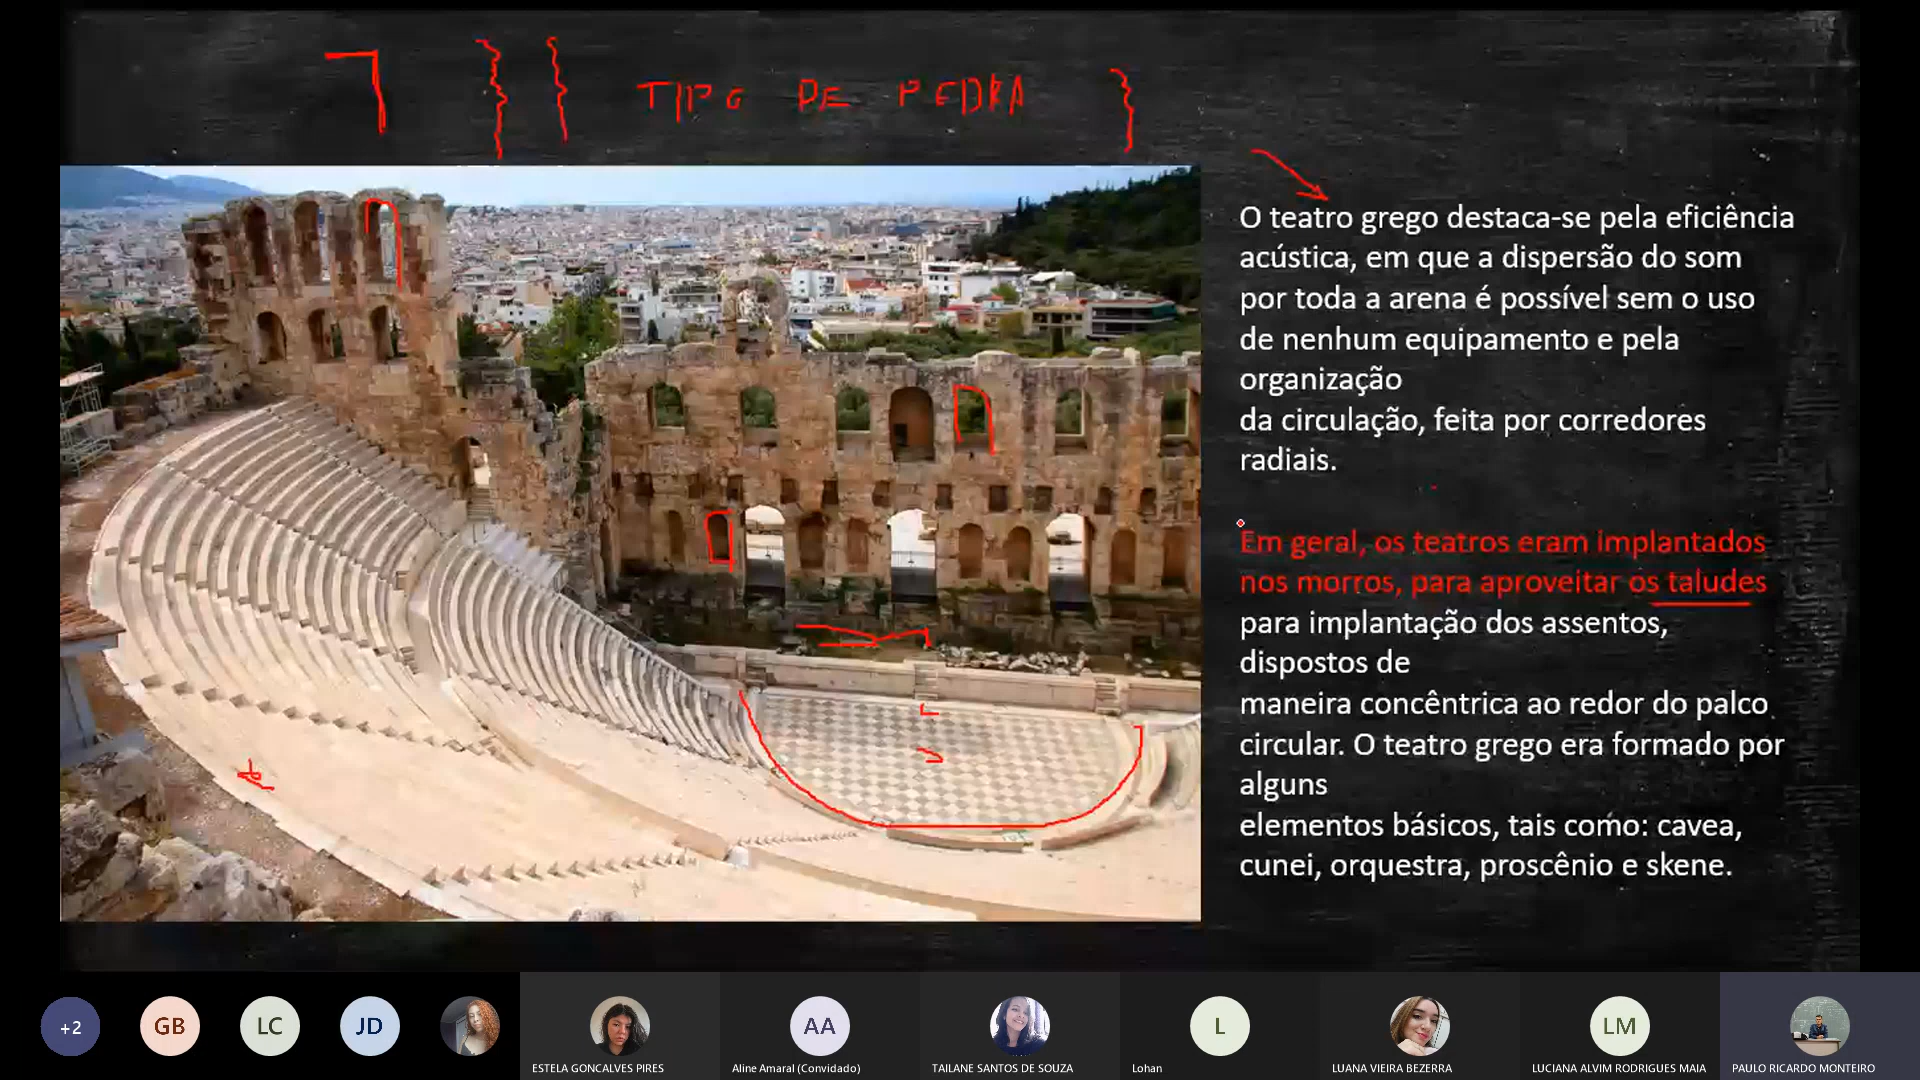 TIPO DE PEDRA
O teatro grego destaca-se pela eficiência
acústica, em que a dispersão do som
por toda a arena é possível sem o uso
de nenhum equipamento e pela
organização
da circulação, feita por corredores
radiais.
Em geral, os teatros eram implantados
nos morros, para aproveitar os taludes
para implantação dos assentos,
dispostos de
maneira concêntrica ao redor do palco
circular. O teatro grego era formado por
alguns
elementos básicos, tais como: cavea,
cunei, orquestra, proscênio e skene.
+2 GB LC JD AA L LM
ESTELA GONCALVES PIRES Aline Amaral (Convidado) TAILANE SANTOS DE SOUZA Lohan LUANA VIEIRA BEZERRA LUCIANA ALVIM RODRIGUES MAIA PAULO RICARDO MONTEIRO